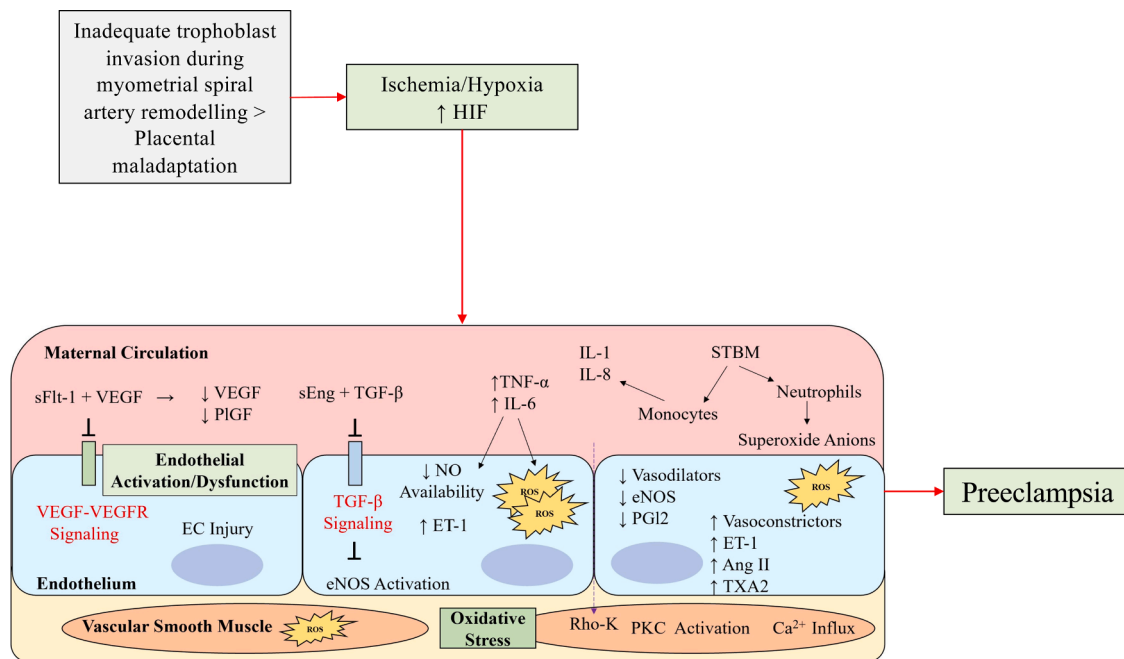 Inadequate trophoblast
invasion during
myometrial spiral
artery remodelling >
Placental
maladaptation
Ischemia/Hypoxia
↑ HIF
Maternal Circulation
sFlt-1 + VEGF →
↓ VEGF
↓ PlGF
sEng + TGF-β
↑TNF-α
↑ IL-6
IL-1
IL-8
STBM
Monocytes
Neutrophils
Superoxide Anions
Endothelial
Activation/Dysfunction
VEGF-VEGFR
Signaling
EC Injury
Endothelium
TGF-β
Signaling
eNOS Activation
↓ NO
Availability
↑ ET-1
ROS
ROS
↓ Vasodilators
↓ eNOS
↓ PGl2
ROS
↑ Vasoconstrictors
↑ ET-1
↑ Ang II
↑ TXA2
Preeclampsia
Vascular Smooth Muscle
ROS
Oxidative
Stress
Rho-K PKC Activation Ca²⁺ Influx